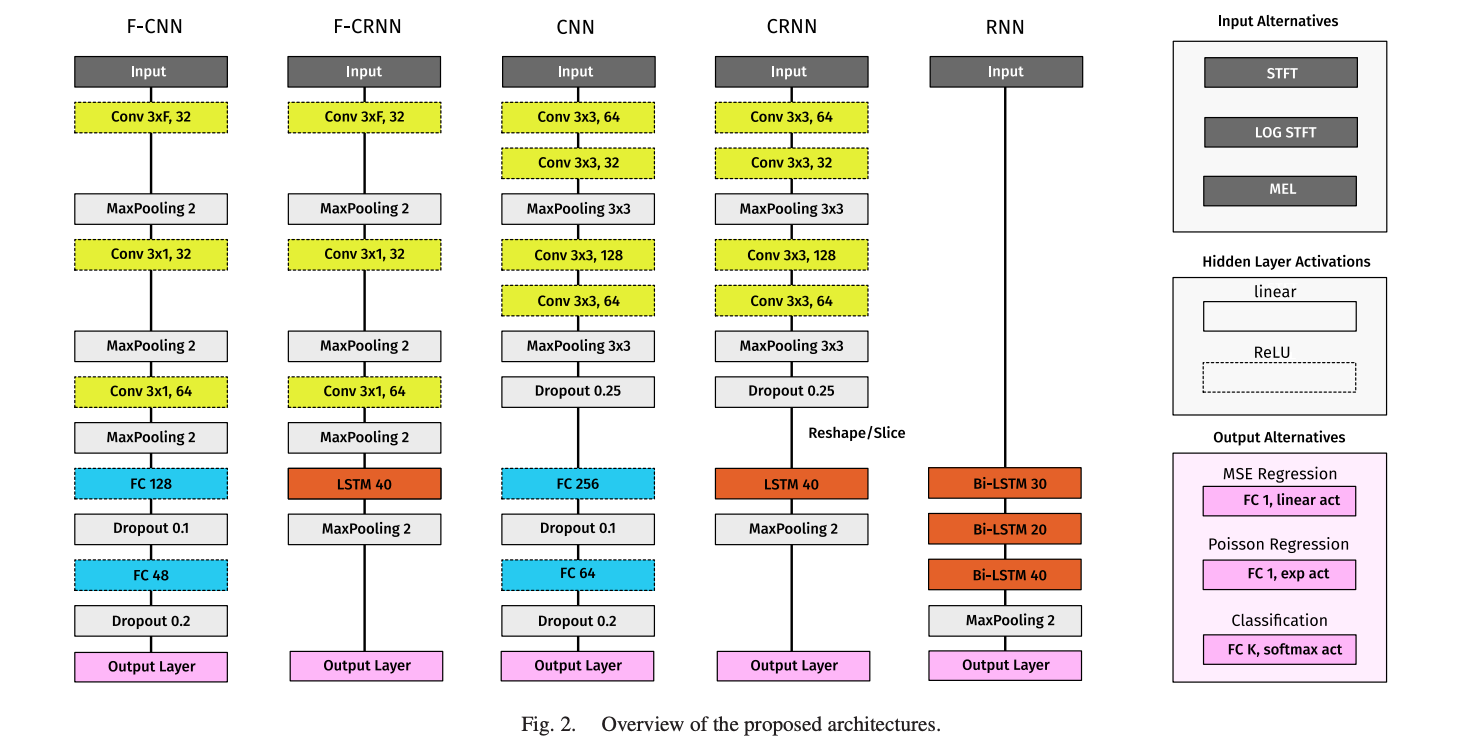 F-CNN
Input
Conv 3xF, 32
MaxPooling 2
Conv 3x1, 32
MaxPooling 2
Conv 3x1, 64
MaxPooling 2
FC 128
Dropout 0.1
FC 48
Dropout 0.2
Output Layer
F-CRNN
Input
Conv 3xF, 32
MaxPooling 2
Conv 3x1, 32
MaxPooling 2
Conv 3x1, 64
MaxPooling 2
LSTM 40
MaxPooling 2
Output Layer
CNN
Input
Conv 3x3, 64
Conv 3x3, 32
MaxPooling 3x3
Conv 3x3, 128
Conv 3x3, 64
MaxPooling 3x3
Dropout 0.25
FC 256
Dropout 0.1
FC 64
Dropout 0.2
Output Layer
CRNN
Input
Conv 3x3, 64
Conv 3x3, 32
MaxPooling 3x3
Conv 3x3, 128
Conv 3x3, 64
MaxPooling 3x3
Dropout 0.25
Reshape/Slice
LSTM 40
MaxPooling 2
Output Layer
RNN
Input
Bi-LSTM 30
Bi-LSTM 20
Bi-LSTM 40
MaxPooling 2
Output Layer
Input Alternatives
STFT
LOG STFT
MEL
Hidden Layer Activations
linear
ReLU
Output Alternatives
MSE Regression
FC 1, linear act
Poisson Regression
FC 1, exp act
Classification
FC K, softmax act
Fig. 2. Overview of the proposed architectures.